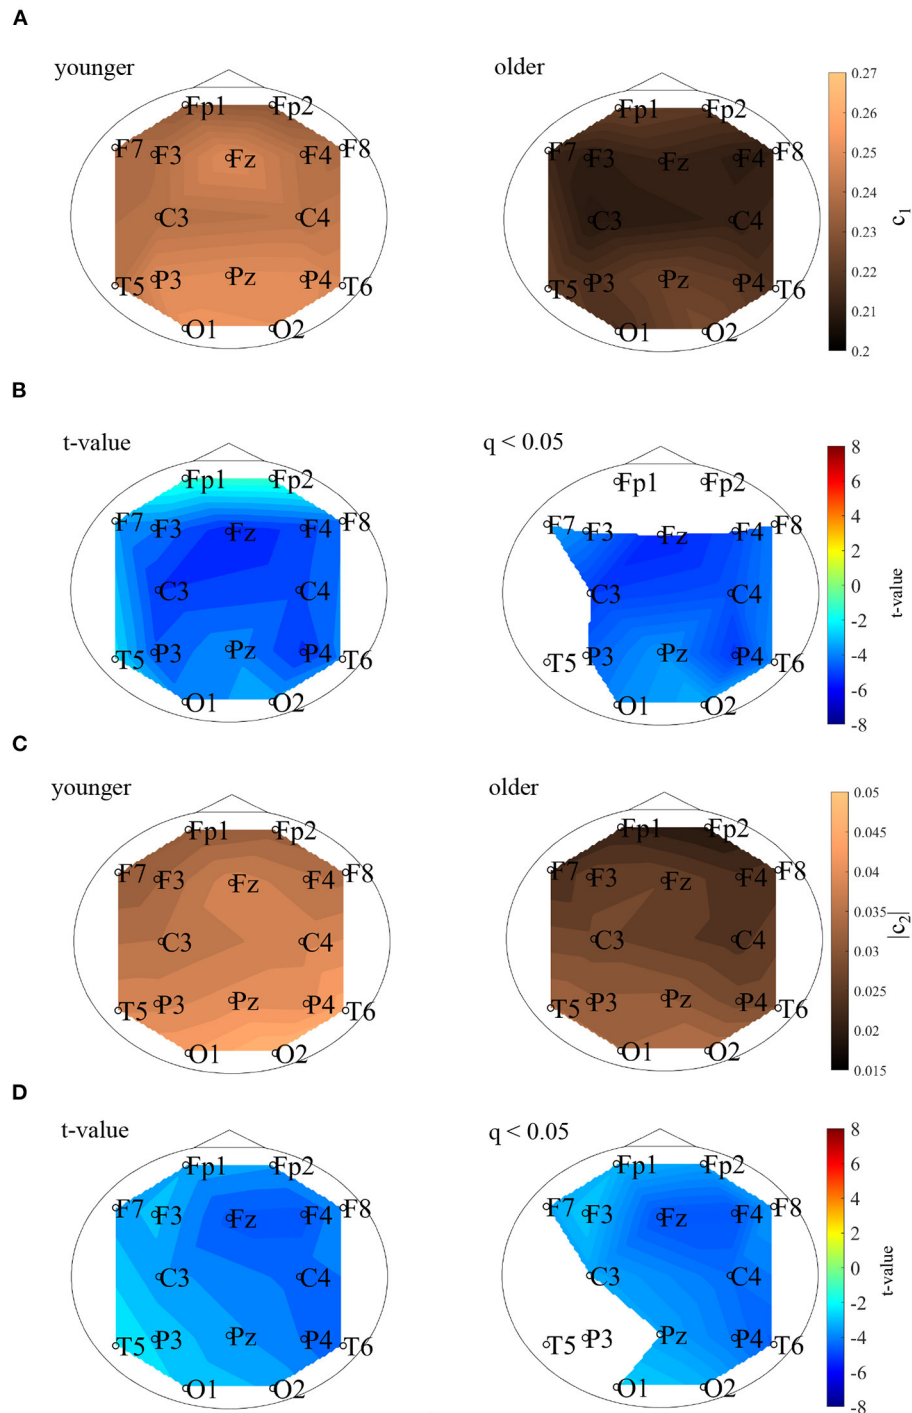 A
younger
older
Fp1 Fp2
F7 F3 Fz F4 F8
C3 C4
T5 P3 Pz P4 T6
O1 O2
Fp1 Fp2
F7 F3 Fz F4 F8
C3 C4
T5 P3 Pz P4 T6
O1 O2
0.27
0.26
0.25
0.24
0.23
0.22
0.21
0.2
c1
B
t-value
q < 0.05
Fp1 Fp2
F7 F3 Fz F4 F8
C3 C4
T5 P3 Pz P4 T6
O1 O2
Fp1 Fp2
F7 F3 Fz F4 F8
C3 C4
T5 P3 Pz P4 T6
O1 O2
8
6
4
2
0
-2
-4
-6
-8
t-value
C
younger
older
Fp1 Fp2
F7 F3 Fz F4 F8
C3 C4
T5 P3 Pz P4 T6
O1 O2
Fp1 Fp2
F7 F3 Fz F4 F8
C3 C4
T5 P3 Pz P4 T6
O1 O2
0.05
0.045
0.04
0.035
0.03
0.025
0.02
0.015
|c2|
D
t-value
q < 0.05
Fp1 Fp2
F7 F3 Fz F4 F8
C3 C4
T5 P3 Pz P4 T6
O1 O2
Fp1 Fp2
F7 F3 Fz F4 F8
C3 C4
T5 P3 Pz P4 T6
O1 O2
8
6
4
2
0
-2
-4
-6
-8
t-value